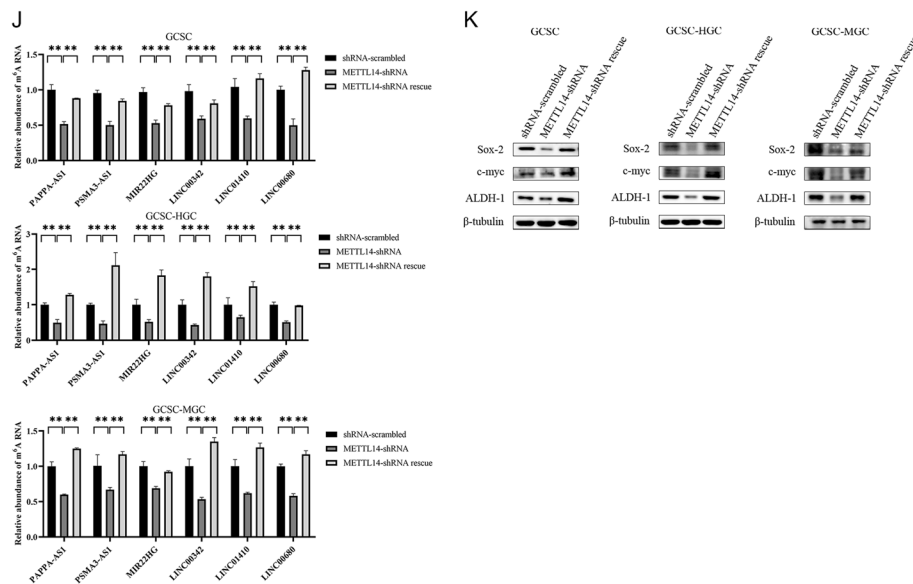 J
GCSC
** ** ** ** ** ** ** ** ** ** ** **
Relative abundance of m⁶A RNA
1.5
1.0
0.5
0.0
shRNA-scrambled
METTL14-shRNA
METTL14-shRNA rescue
PAPPA-AS1
PSMA3-AS1
MIR22HG
LINC00342
LINC01410
LINC00680
GCSC-HGC
** ** ** ** ** ** ** ** ** ** ** **
Relative abundance of m⁶A RNA
3
2
1
0
shRNA-scrambled
METTL14-shRNA
METTL14-shRNA rescue
PAPPA-AS1
PSMA3-AS1
MIR22HG
LINC00342
LINC01410
LINC00680
GCSC-MGC
** ** ** ** ** ** ** ** ** ** ** **
Relative abundance of m⁶A RNA
1.5
1.0
0.5
0.0
shRNA-scrambled
METTL14-shRNA
METTL14-shRNA rescue
PAPPA-AS1
PSMA3-AS1
MIR22HG
LINC00342
LINC01410
LINC00680
K
GCSC
shRNA-scrambled
METTL14-shRNA
METTL14-shRNA rescue
Sox-2
c-myc
ALDH-1
β-tubulin
GCSC-HGC
shRNA-scrambled
METTL14-shRNA
METTL14-shRNA rescue
Sox-2
c-myc
ALDH-1
β-tubulin
GCSC-MGC
shRNA-scrambled
METTL14-shRNA
METTL14-shRNA rescue
Sox-2
c-myc
ALDH-1
β-tubulin